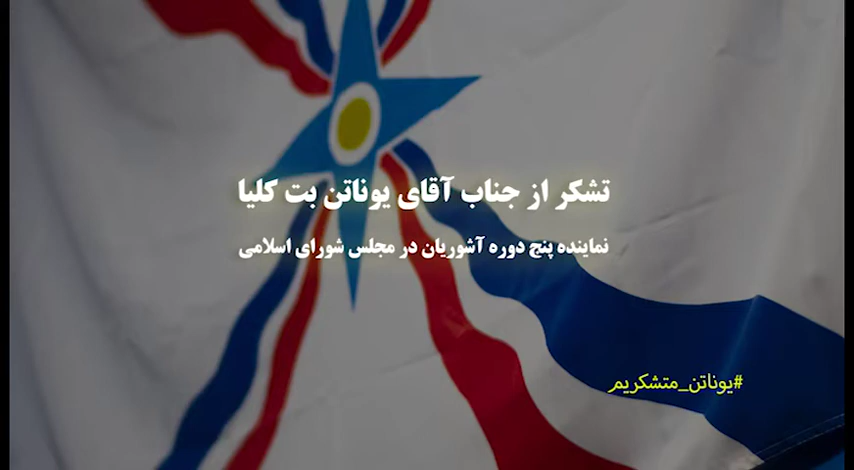 تشکر از جناب آقای یوناتن بت کلیا
نماینده پنج دوره آشوریان در مجلس شورای اسلامی
#یوناتن_متشکریم